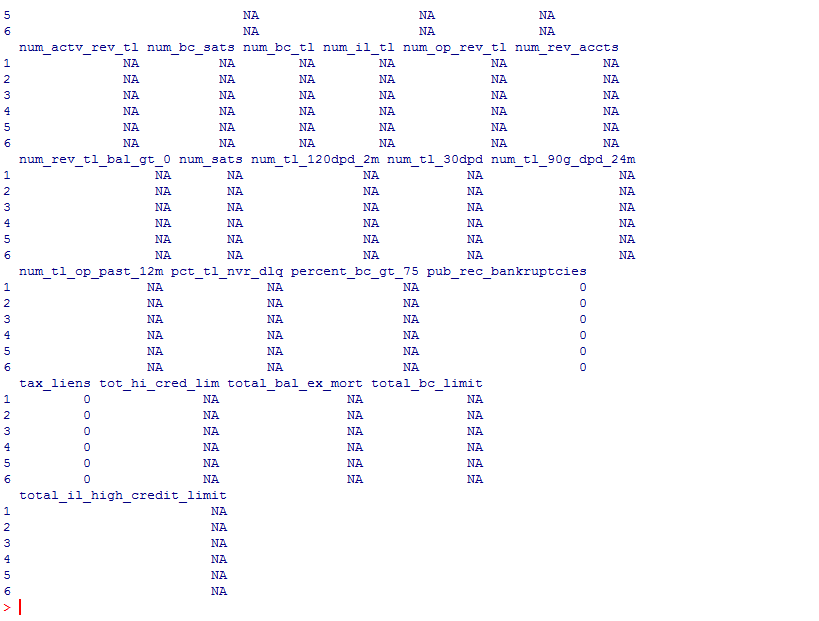 5                             NA                    NA             NA
6                             NA                    NA             NA
  num_actv_rev_tl num_bc_sats num_bc_tl num_il_tl num_op_rev_tl num_rev_accts
1              NA          NA        NA        NA            NA            NA
2              NA          NA        NA        NA            NA            NA
3              NA          NA        NA        NA            NA            NA
4              NA          NA        NA        NA            NA            NA
5              NA          NA        NA        NA            NA            NA
6              NA          NA        NA        NA            NA            NA
  num_rev_tl_bal_gt_0 num_sats num_tl_120dpd_2m num_tl_30dpd num_tl_90g_dpd_24m
1                  NA       NA               NA           NA                 NA
2                  NA       NA               NA           NA                 NA
3                  NA       NA               NA           NA                 NA
4                  NA       NA               NA           NA                 NA
5                  NA       NA               NA           NA                 NA
6                  NA       NA               NA           NA                 NA
  num_tl_op_past_12m pct_tl_nvr_dlq percent_bc_gt_75 pub_rec_bankruptcies
1                 NA             NA               NA                    0
2                 NA             NA               NA                    0
3                 NA             NA               NA                    0
4                 NA             NA               NA                    0
5                 NA             NA               NA                    0
6                 NA             NA               NA                    0
  tax_liens tot_hi_cred_lim total_bal_ex_mort total_bc_limit
1         0              NA                NA             NA
2         0              NA                NA             NA
3         0              NA                NA             NA
4         0              NA                NA             NA
5         0              NA                NA             NA
6         0              NA                NA             NA
  total_il_high_credit_limit
1                         NA
2                         NA
3                         NA
4                         NA
5                         NA
6                         NA
>